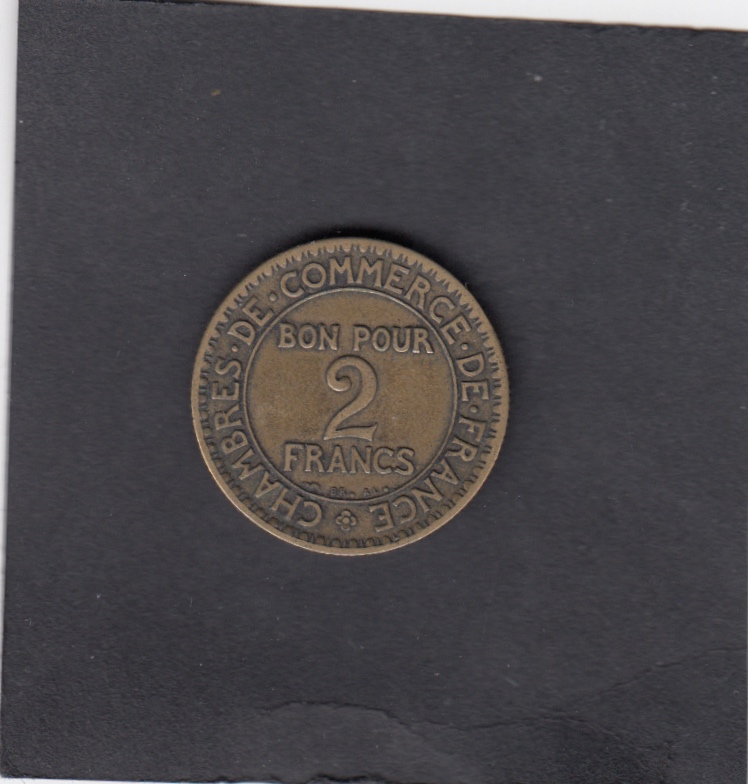 CHAMBRES·DE·COMMERCE·DE·FRANCE
BON POUR
2
FRANCS